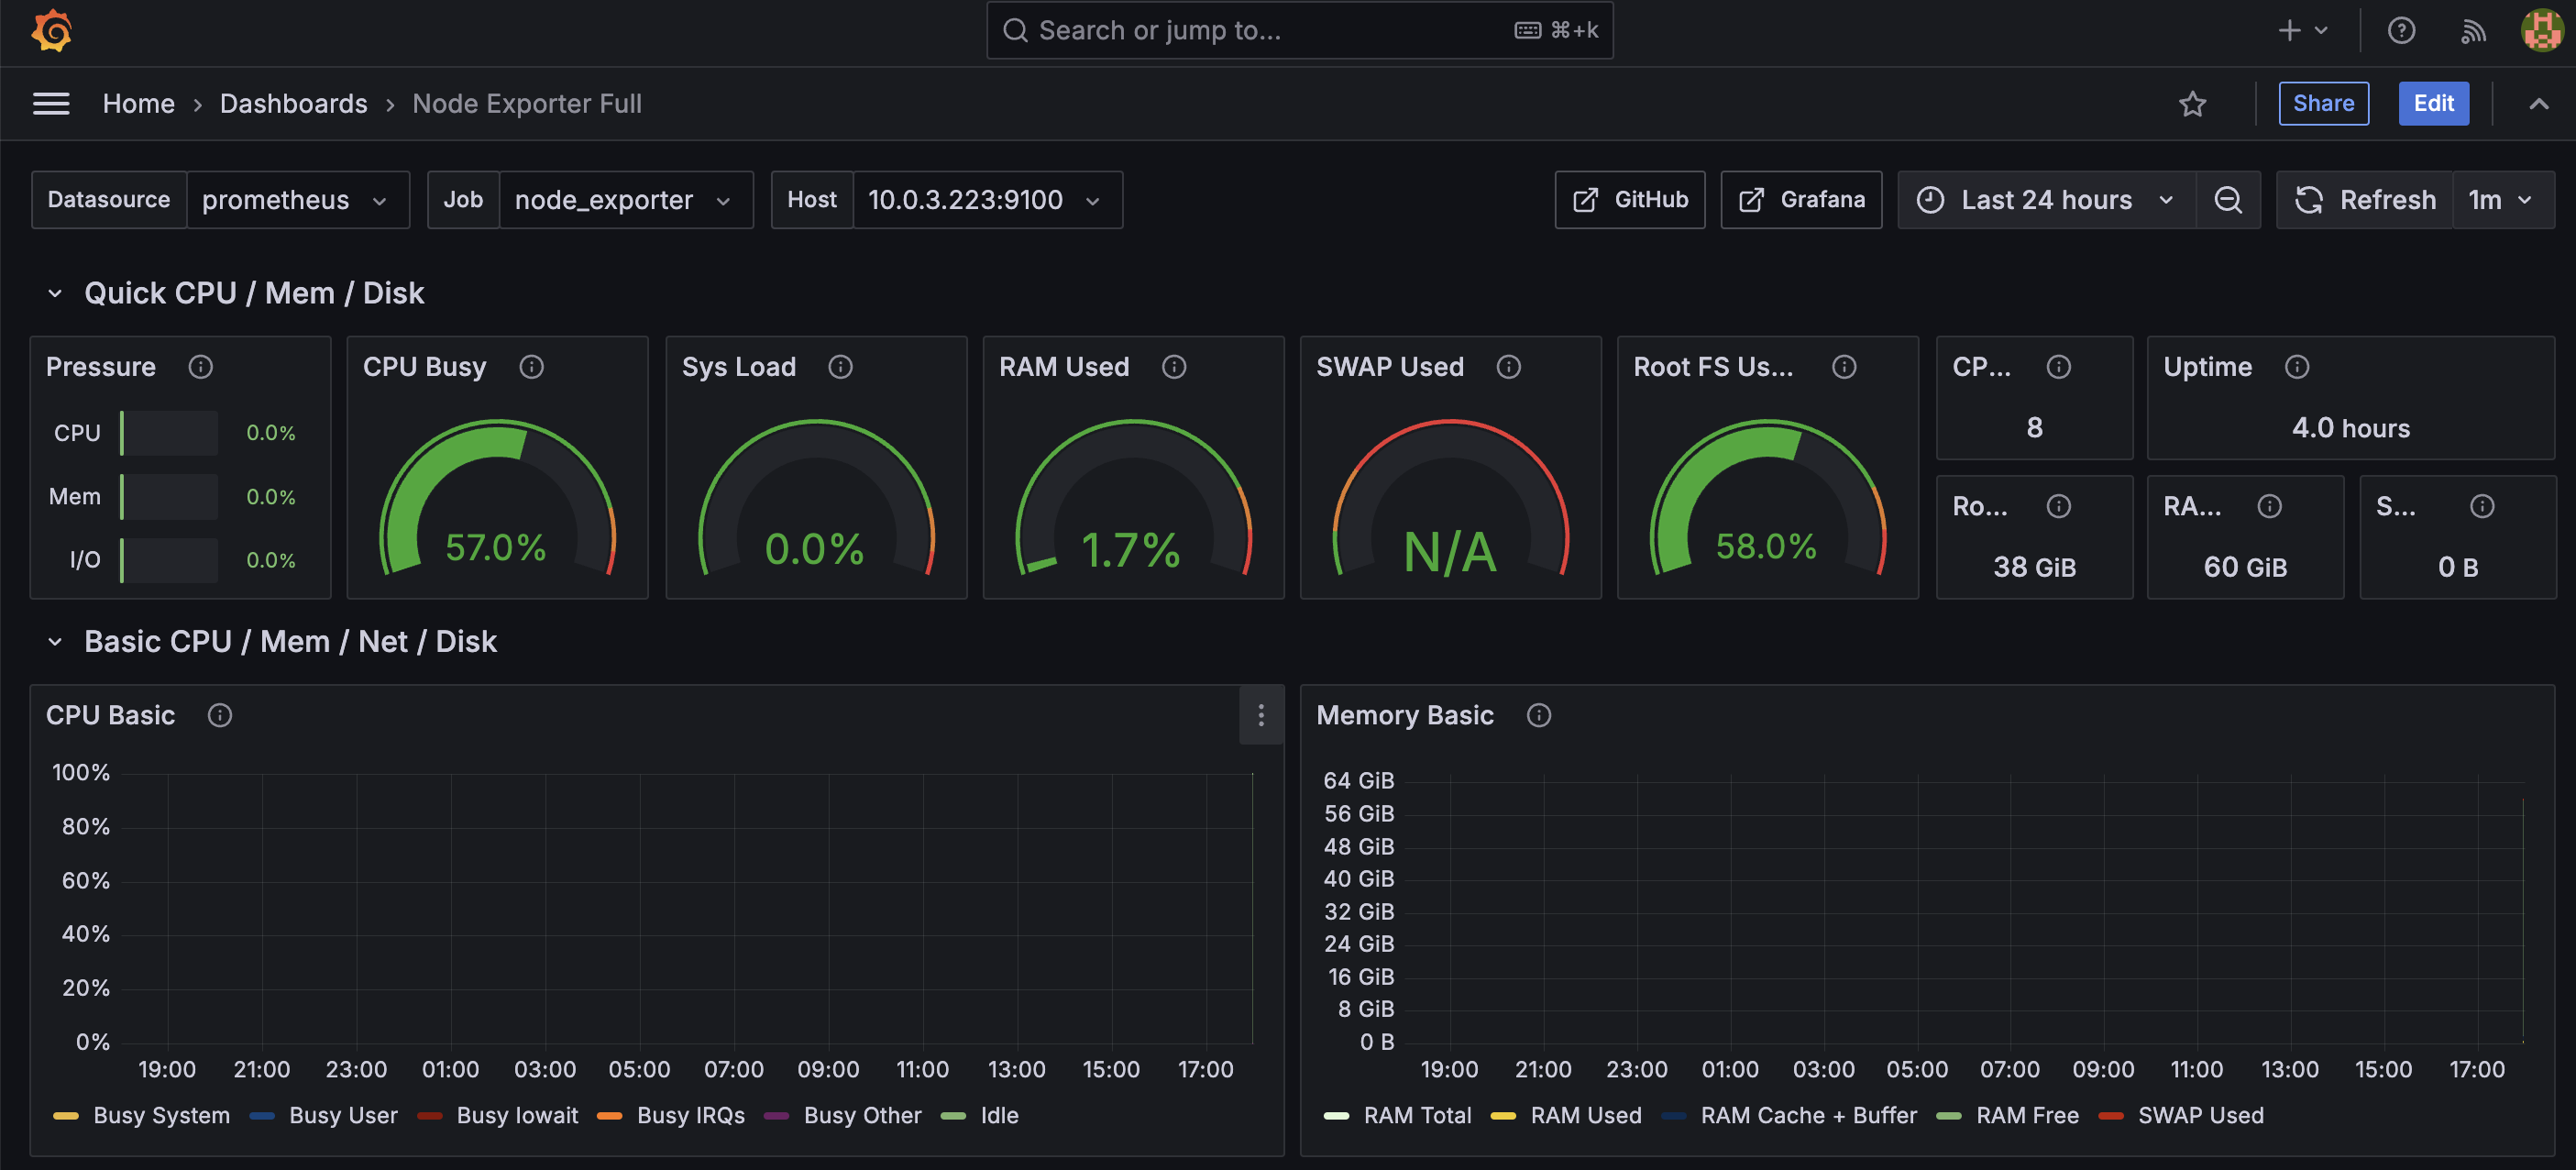 Search or jump to... ⌘+k
Home › Dashboards › Node Exporter Full Share Edit
Datasource prometheus Job node_exporter Host 10.0.3.223:9100 GitHub Grafana Last 24 hours Refresh 1m
Quick CPU / Mem / Disk
Pressure
CPU 0.0%
Mem 0.0%
I/O 0.0%
CPU Busy
57.0%
Sys Load
0.0%
RAM Used
1.7%
SWAP Used
N/A
Root FS Us...
58.0%
CP...
8
Uptime
4.0 hours
Ro...
38 GiB
RA...
60 GiB
S...
0 B
Basic CPU / Mem / Net / Disk
CPU Basic
100%
80%
60%
40%
20%
0%
19:00 21:00 23:00 01:00 03:00 05:00 07:00 09:00 11:00 13:00 15:00 17:00
Busy System Busy User Busy Iowait Busy IRQs Busy Other Idle
Memory Basic
64 GiB
56 GiB
48 GiB
40 GiB
32 GiB
24 GiB
16 GiB
8 GiB
0 B
19:00 21:00 23:00 01:00 03:00 05:00 07:00 09:00 11:00 13:00 15:00 17:00
RAM Total RAM Used RAM Cache + Buffer RAM Free SWAP Used